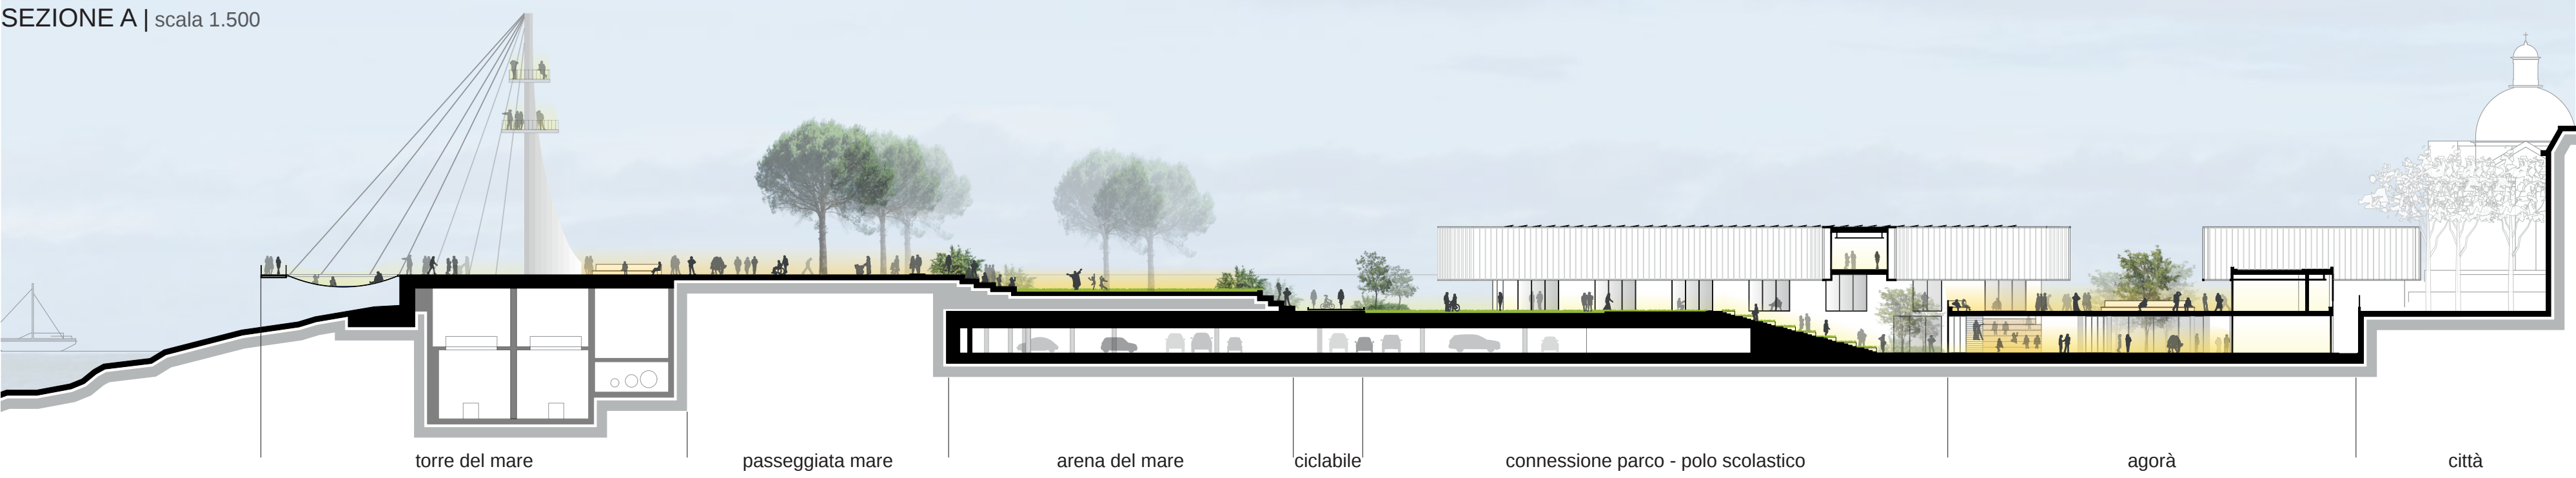 SEZIONE A | scala 1.500
torre del mare
passeggiata mare
arena del mare
ciclabile
connessione parco - polo scolastico
agorà
città